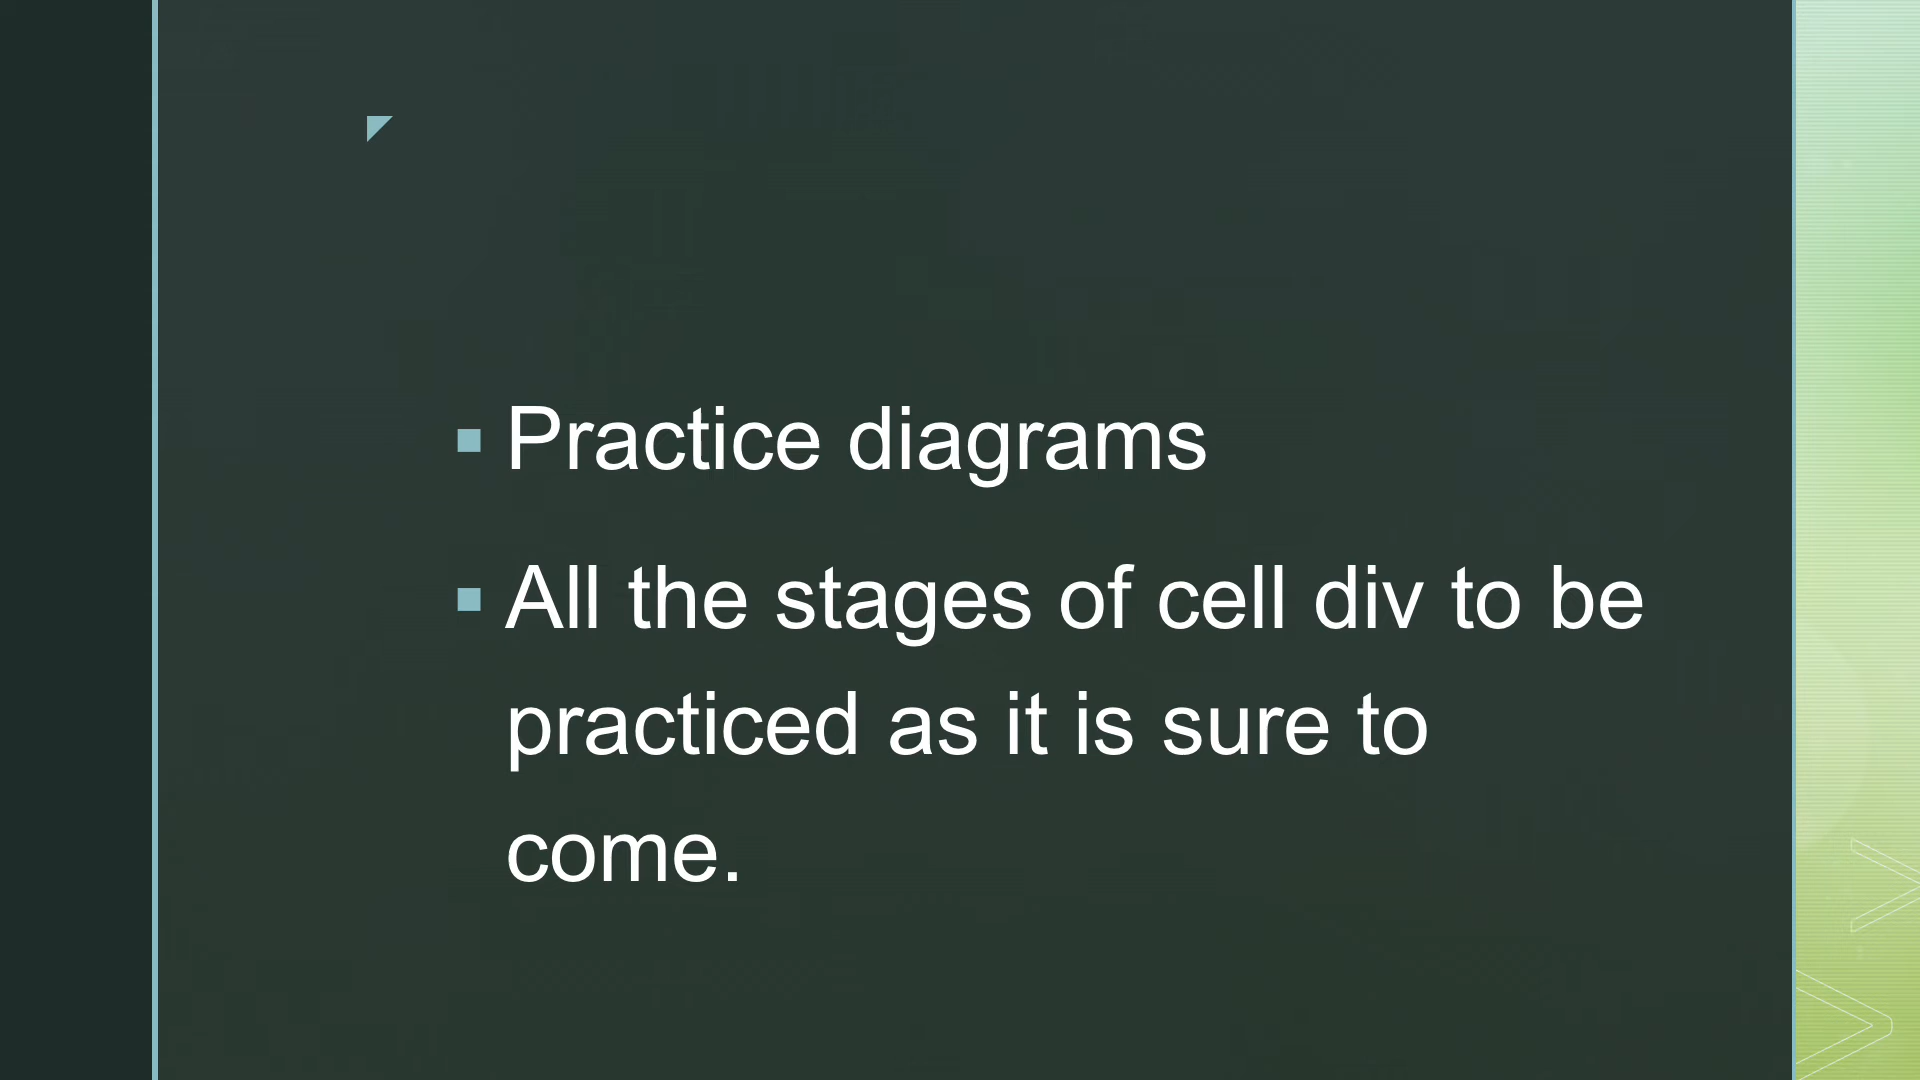 Practice diagrams
All the stages of cell div to be
practiced as it is sure to
come.